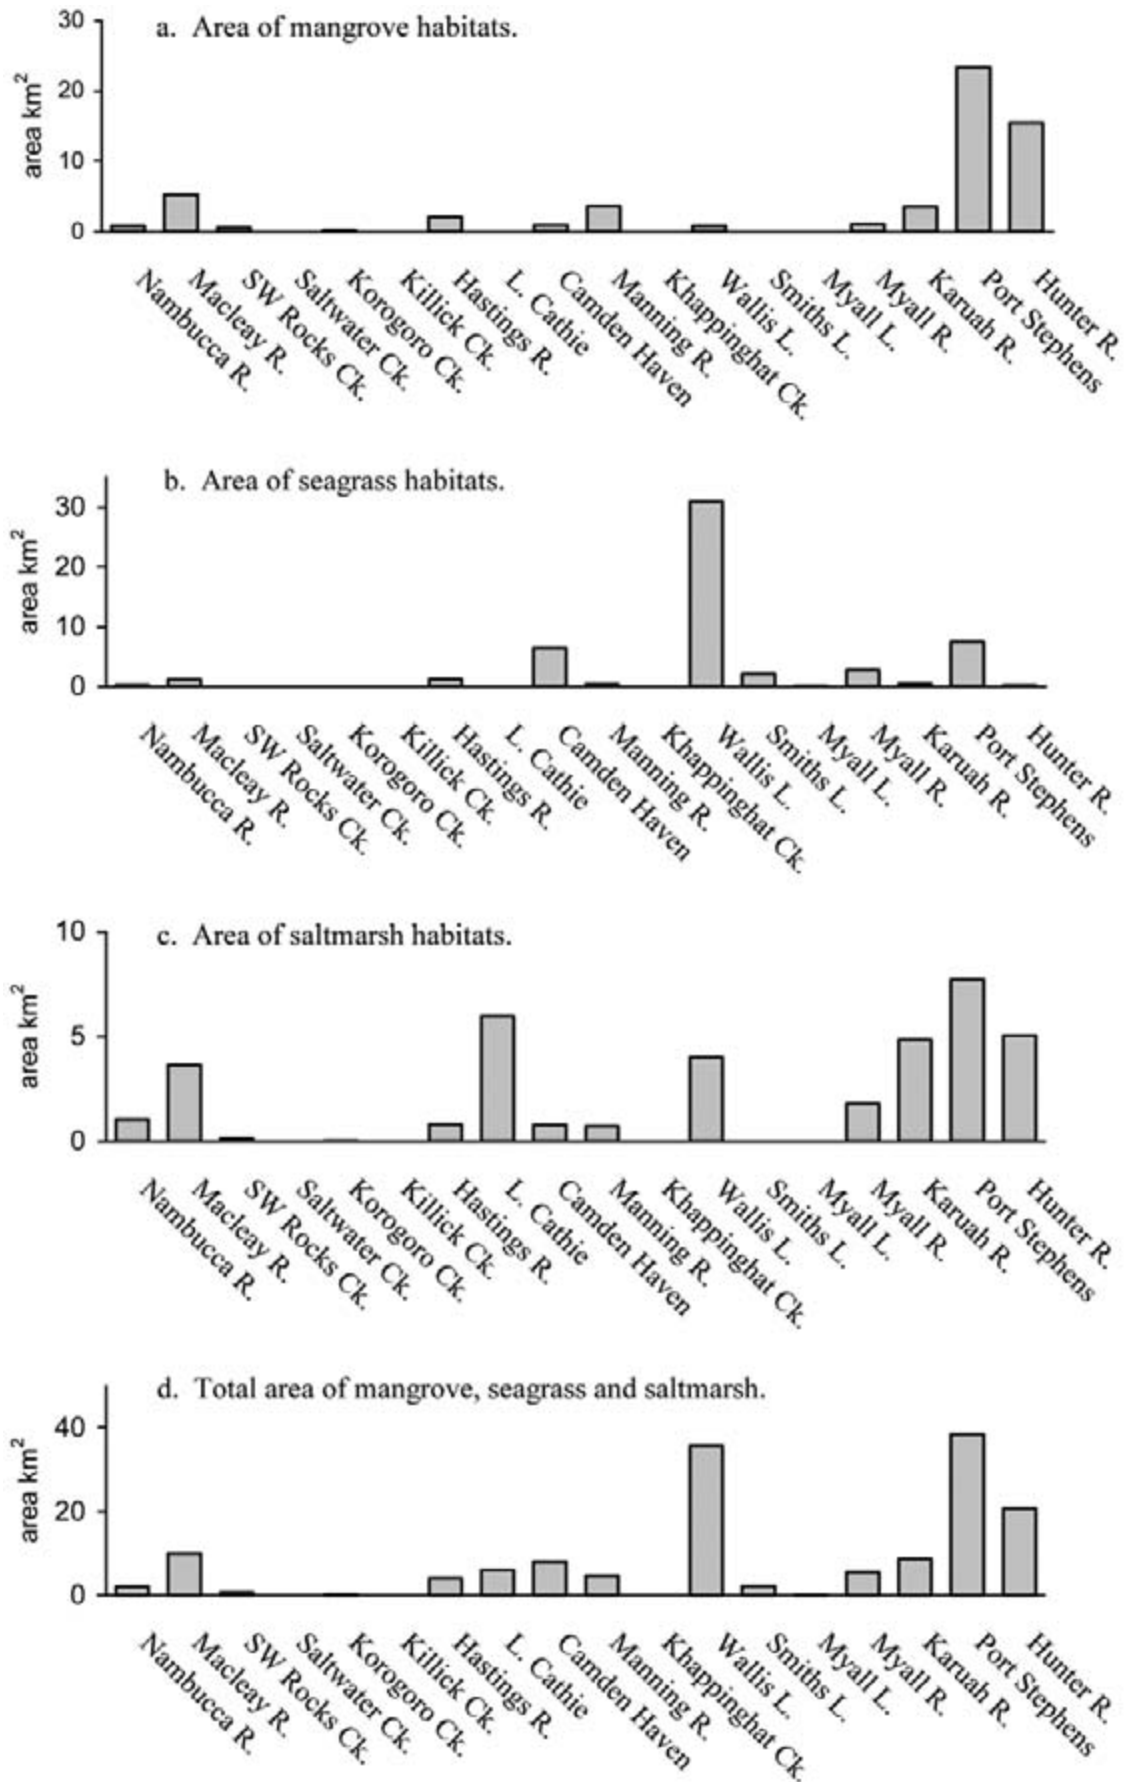 a. Area of mangrove habitats.
30
20
10
0
area km²
Nambucca R.
Macleay R.
SW Rocks Ck.
Saltwater Ck.
Korogoro Ck.
Killick Ck.
Hastings R.
L. Cathie
Camden Haven
Manning R.
Khappinghat Ck.
Wallis L.
Smiths L.
Myall L.
Myall R.
Karuah R.
Port Stephens
Hunter R.
b. Area of seagrass habitats.
30
20
10
0
area km²
Nambucca R.
Macleay R.
SW Rocks Ck.
Saltwater Ck.
Korogoro Ck.
Killick Ck.
Hastings R.
L. Cathie
Camden Haven
Manning R.
Khappinghat Ck.
Wallis L.
Smiths L.
Myall L.
Myall R.
Karuah R.
Port Stephens
Hunter R.
c. Area of saltmarsh habitats.
10
5
0
area km²
Nambucca R.
Macleay R.
SW Rocks Ck.
Saltwater Ck.
Korogoro Ck.
Killick Ck.
Hastings R.
L. Cathie
Camden Haven
Manning R.
Khappinghat Ck.
Wallis L.
Smiths L.
Myall L.
Myall R.
Karuah R.
Port Stephens
Hunter R.
d. Total area of mangrove, seagrass and saltmarsh.
40
20
0
area km²
Nambucca R.
Macleay R.
SW Rocks Ck.
Saltwater Ck.
Korogoro Ck.
Killick Ck.
Hastings R.
L. Cathie
Camden Haven
Manning R.
Khappinghat Ck.
Wallis L.
Smiths L.
Myall L.
Myall R.
Karuah R.
Port Stephens
Hunter R.